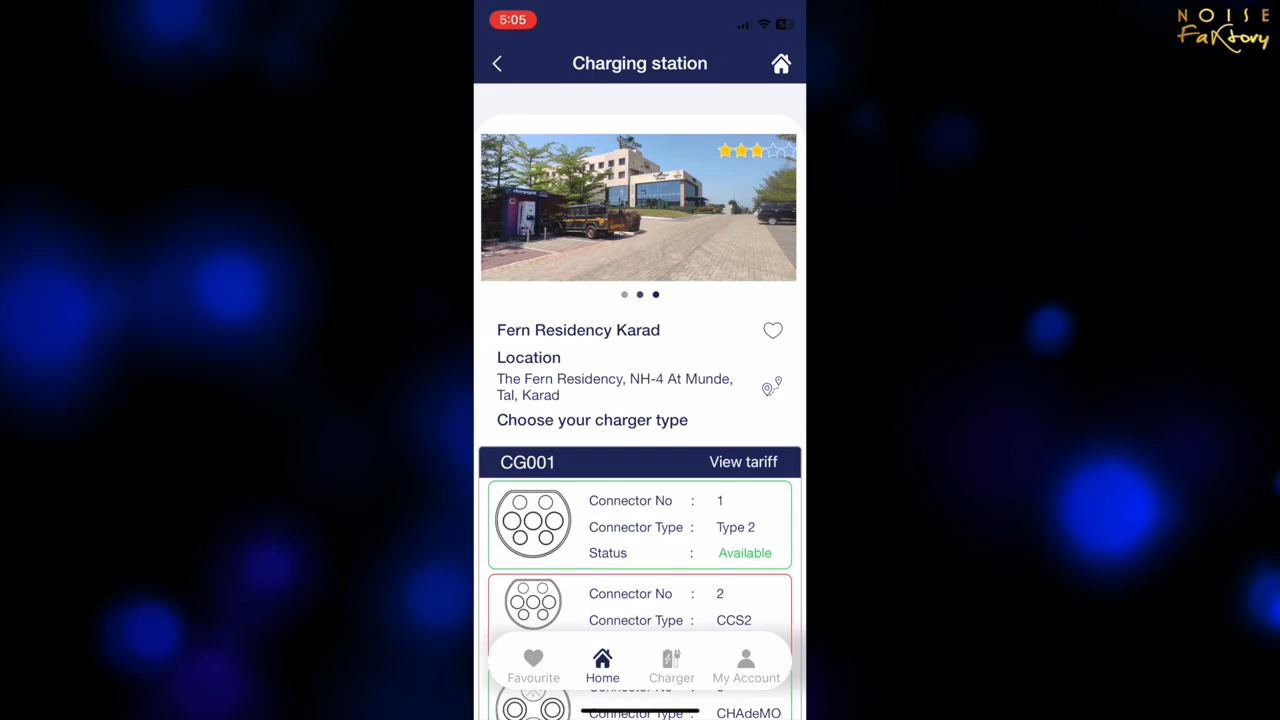 NOISE
FaKtory
5:05
Charging station
Fern Residency Karad
Location
The Fern Residency, NH-4 At Munde,
Tal, Karad
Choose your charger type
CG001 View tariff
Connector No : 1
Connector Type : Type 2
Status : Available
Connector No : 2
Connector Type : CCS2
Favourite Home Charger My Account
Connector Type : CHAdeMO